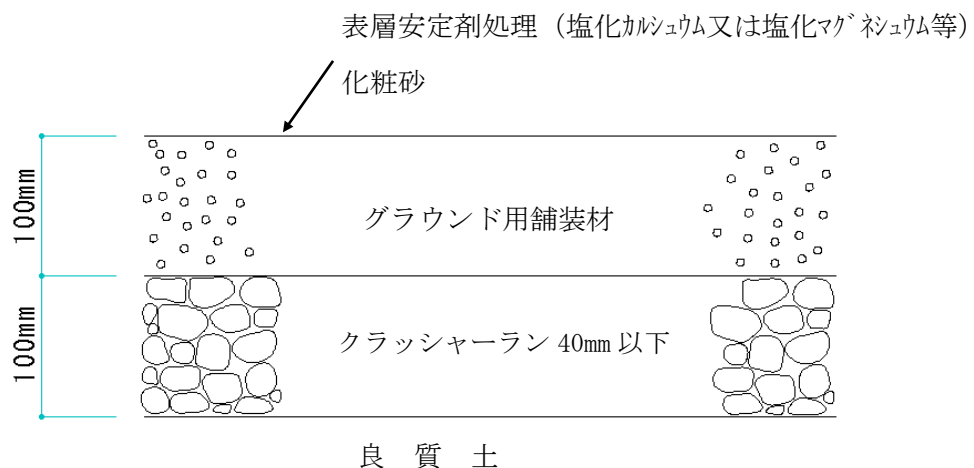 表層安定剤処理（塩化ｶﾙｼｭｳﾑ又は塩化ﾏｸﾞﾈｼｭｳﾑ等）
化粧砂
100mm
グラウンド用舗装材
100mm
クラッシャーラン 40mm 以下
良 質 土